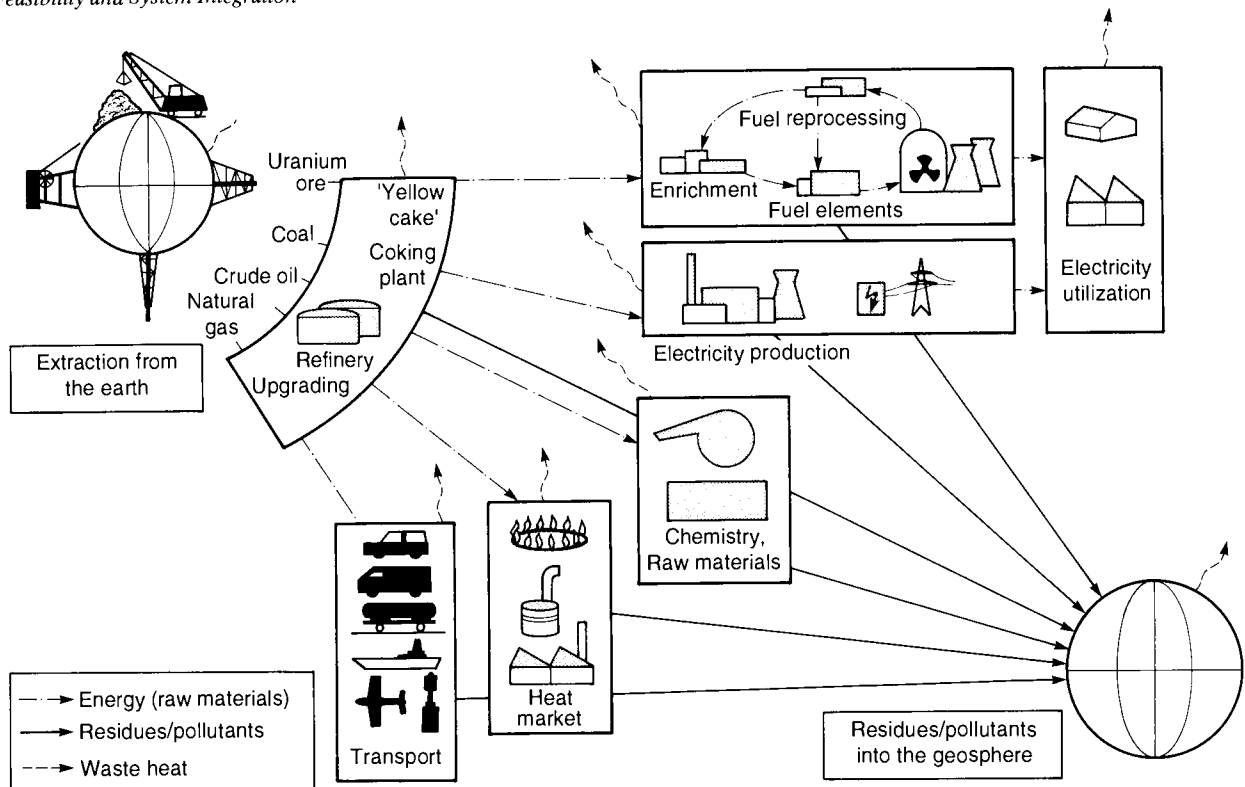 Feasibility and System Integration
Uranium
ore
'Yellow
cake'
Coal
Coking
plant
Crude oil
Natural
gas
Refinery
Upgrading
Extraction from
the earth
Fuel reprocessing
Enrichment
Fuel elements
Electricity production
Electricity
utilization
Chemistry,
Raw materials
Transport
Heat
market
Energy (raw materials)
Residues/pollutants
Waste heat
Residues/pollutants
into the geosphere